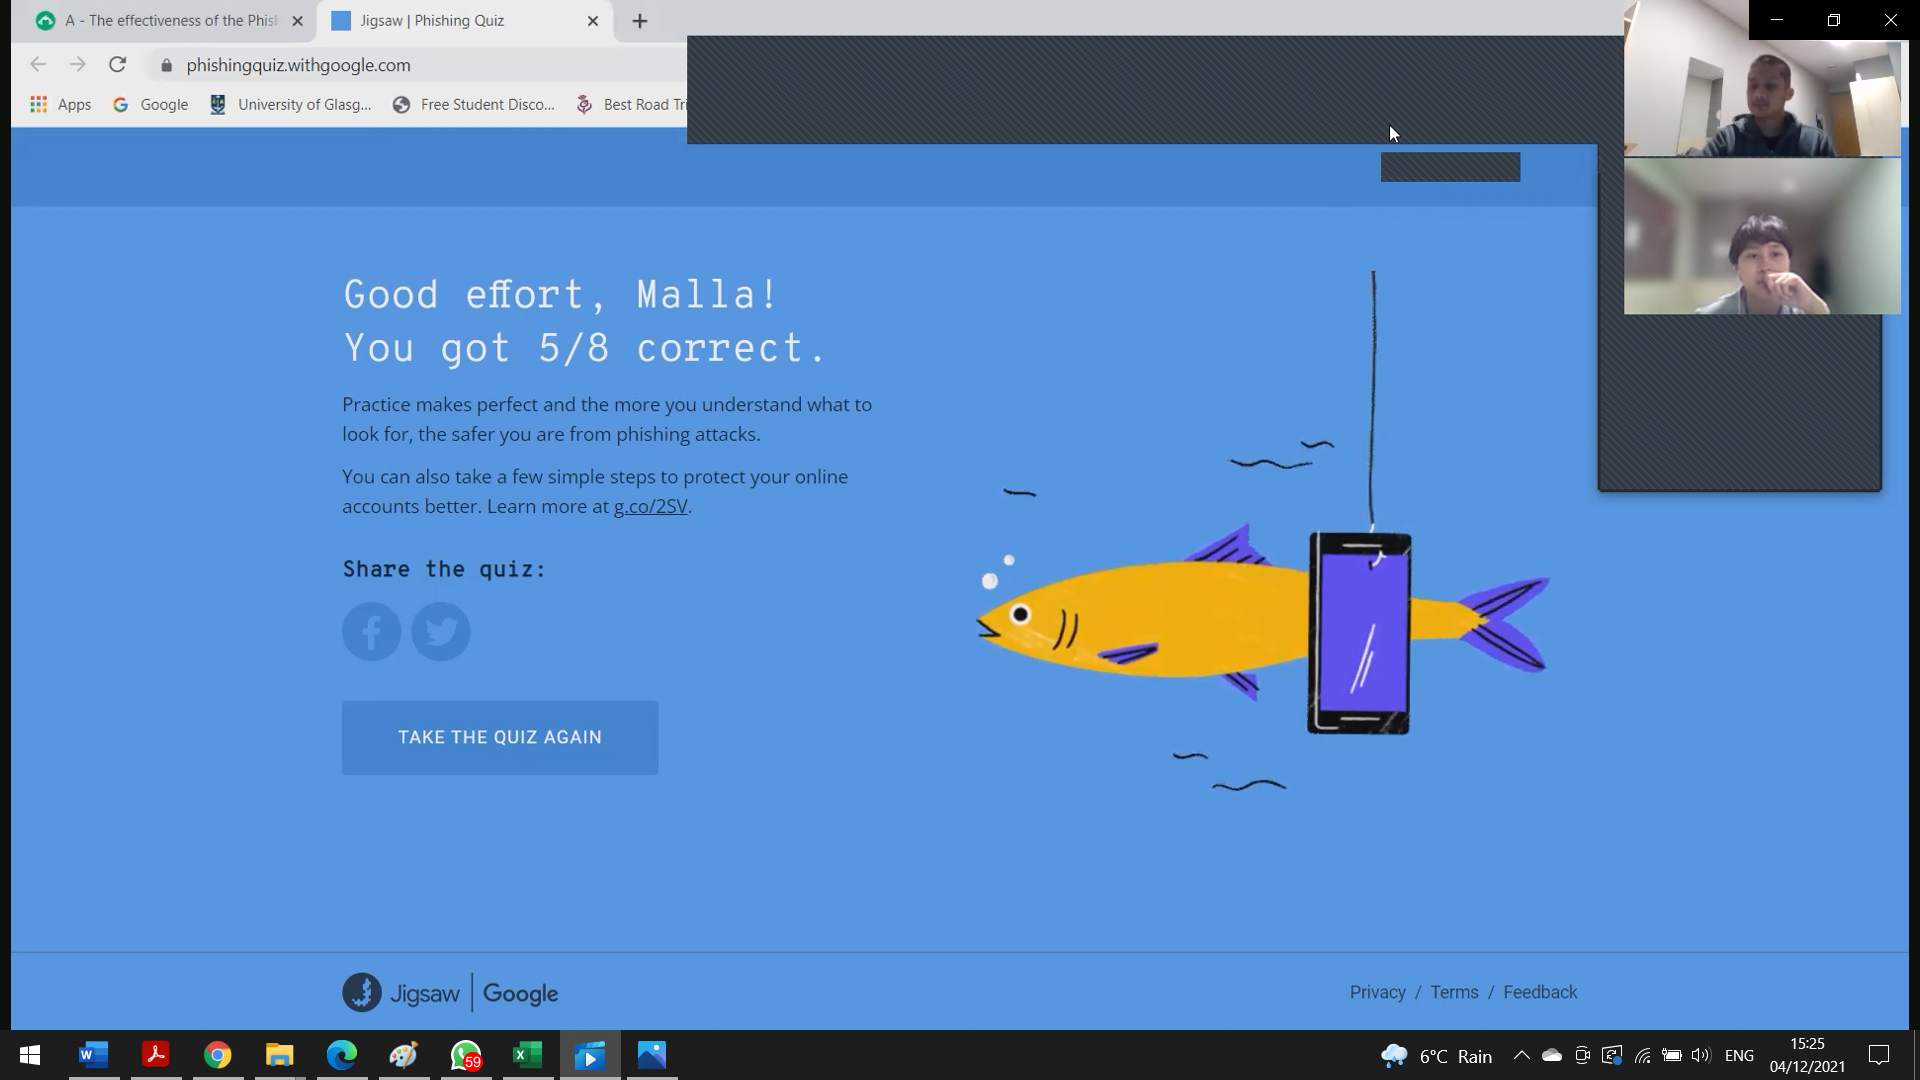 A - The effectiveness of the Phis
Jigsaw | Phishing Quiz
phishingquiz.withgoogle.com
Apps
Google
University of Glasg...
Free Student Disco...
Best Road Tri
Good effort, Malla!
You got 5/8 correct.
Practice makes perfect and the more you understand what to
look for, the safer you are from phishing attacks.
You can also take a few simple steps to protect your online
accounts better. Learn more at g.co/2SV.
Share the quiz:
TAKE THE QUIZ AGAIN
Jigsaw | Google
Privacy / Terms / Feedback
59
6°C Rain
ENG
15:25
04/12/2021